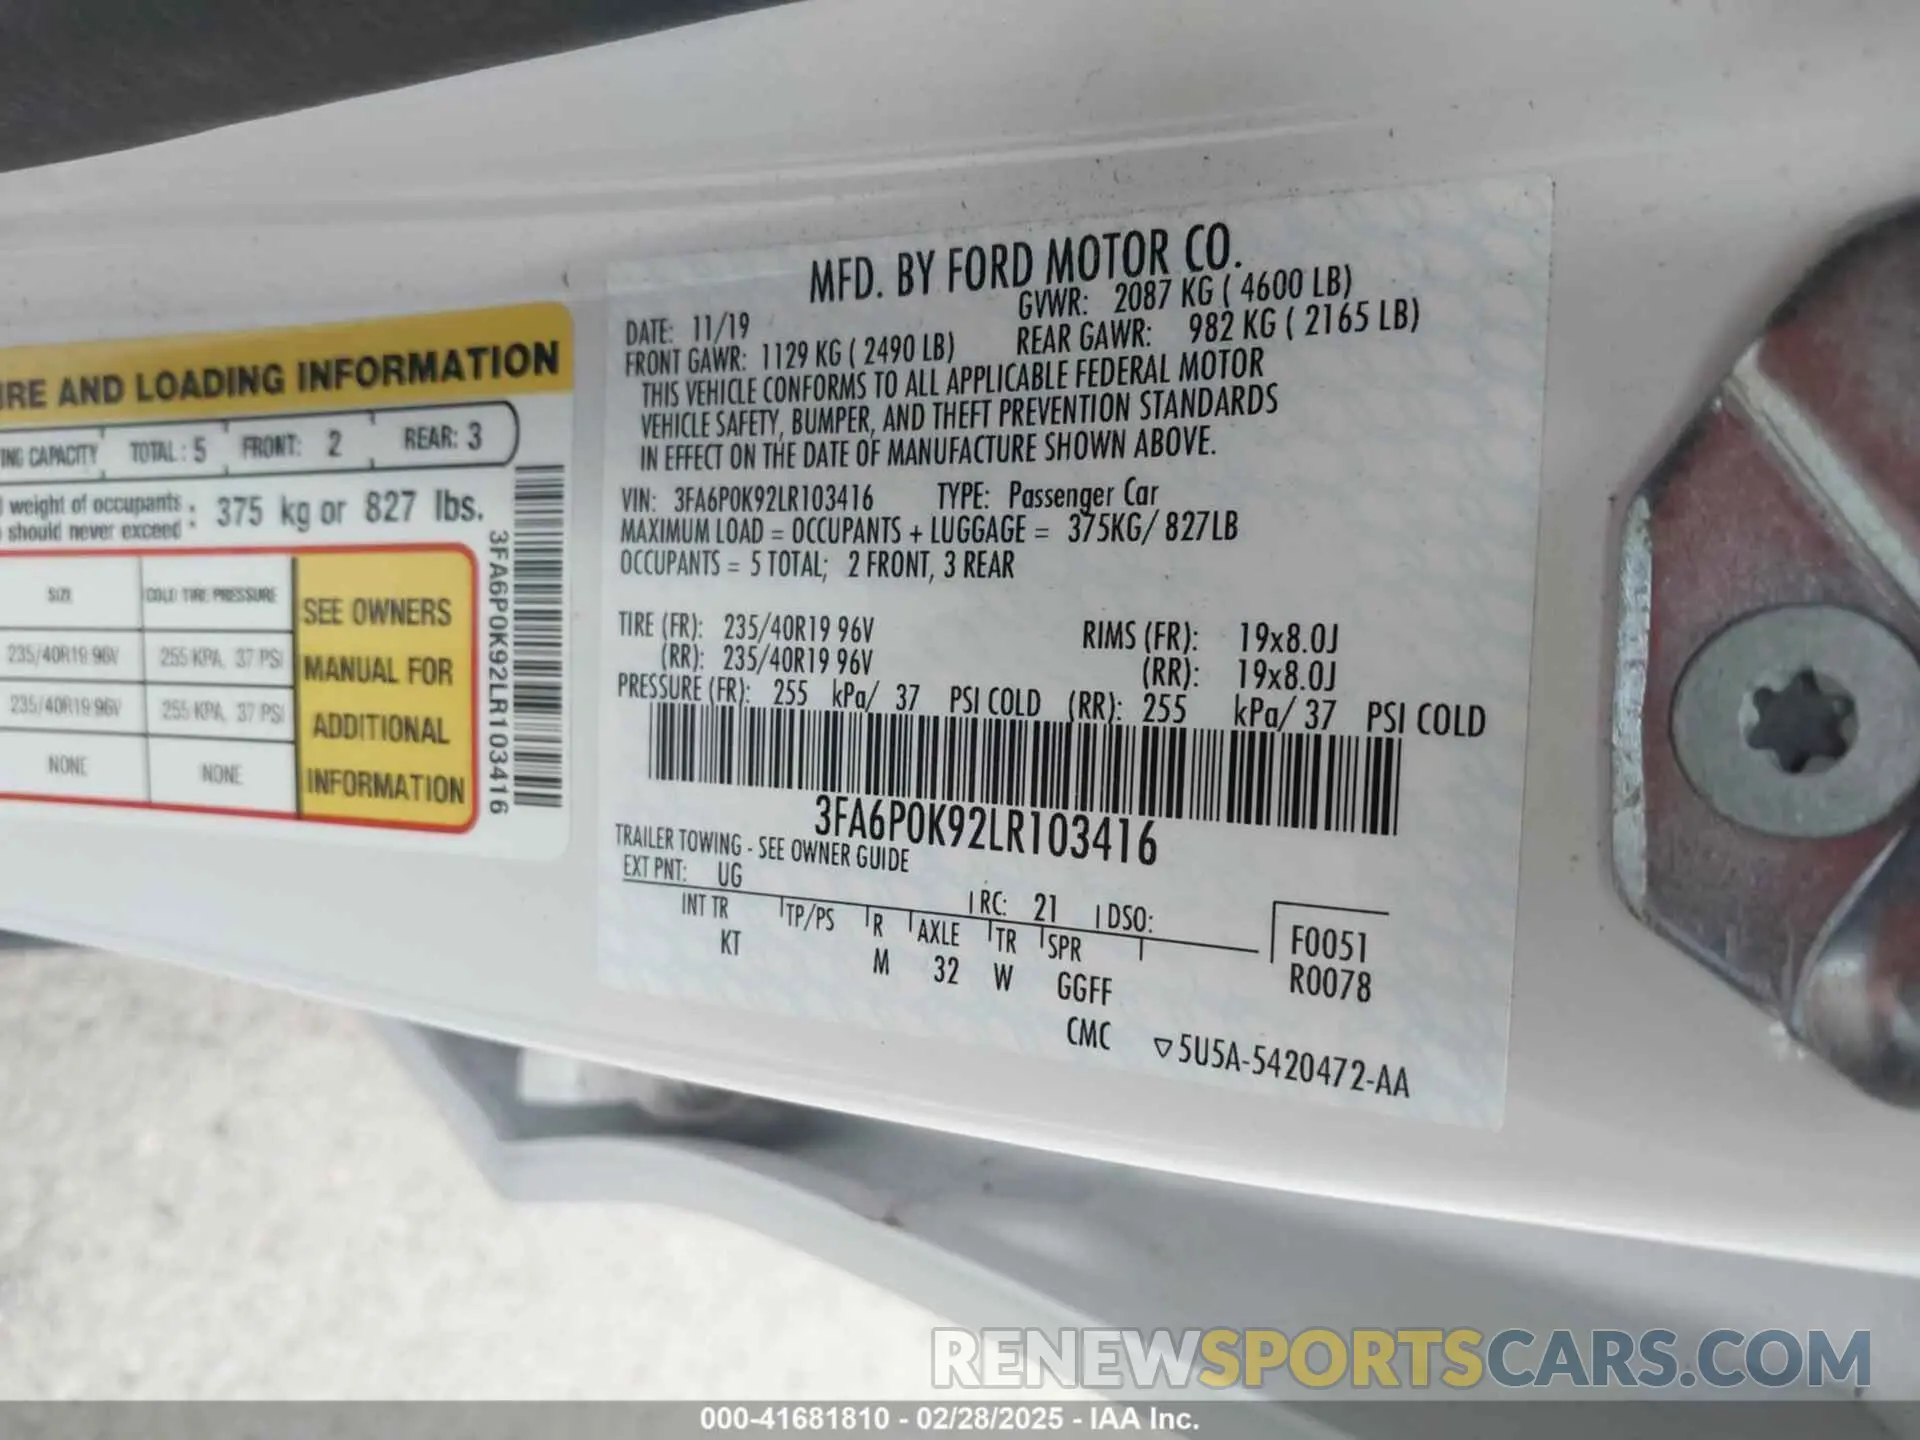 IRE AND LOADING INFORMATION
ING CAPACITY TOTAL: 5 FRONT: 2 REAR: 3
weight of occupants : 375 kg or 827 lbs.
should never exceed
SIZE COLD TIRE PRESSURE
235/40R19 96V 255 KPA, 37 PSI
235/40R19 96V 255 KPA, 37 PSI
NONE NONE
SEE OWNERS
MANUAL FOR
ADDITIONAL
INFORMATION
3FA6P0K92LR103416
MFD. BY FORD MOTOR CO.
DATE: 11/19 GVWR: 2087 KG ( 4600 LB)
FRONT GAWR: 1129 KG ( 2490 LB) REAR GAWR: 982 KG ( 2165 LB)
THIS VEHICLE CONFORMS TO ALL APPLICABLE FEDERAL MOTOR
VEHICLE SAFETY, BUMPER, AND THEFT PREVENTION STANDARDS
IN EFFECT ON THE DATE OF MANUFACTURE SHOWN ABOVE.
VIN: 3FA6P0K92LR103416 TYPE: Passenger Car
MAXIMUM LOAD = OCCUPANTS + LUGGAGE = 375KG/ 827LB
OCCUPANTS = 5 TOTAL; 2 FRONT, 3 REAR
TIRE (FR): 235/40R19 96V RIMS (FR): 19x8.0J
(RR): 235/40R19 96V (RR): 19x8.0J
PRESSURE (FR): 255 kPa/ 37 PSI COLD (RR): 255 kPa/ 37 PSI COLD
3FA6P0K92LR103416
TRAILER TOWING - SEE OWNER GUIDE
EXT PNT: UG RC: 21 DSO:
INT TR TP/PS R AXLE TR SPR
KT M 32 W GGFF
F0051
R0078
CMC ▽5U5A-5420472-AA
RENEWSPORTSCARS.COM
000-41681810 - 02/28/2025 - IAA Inc.